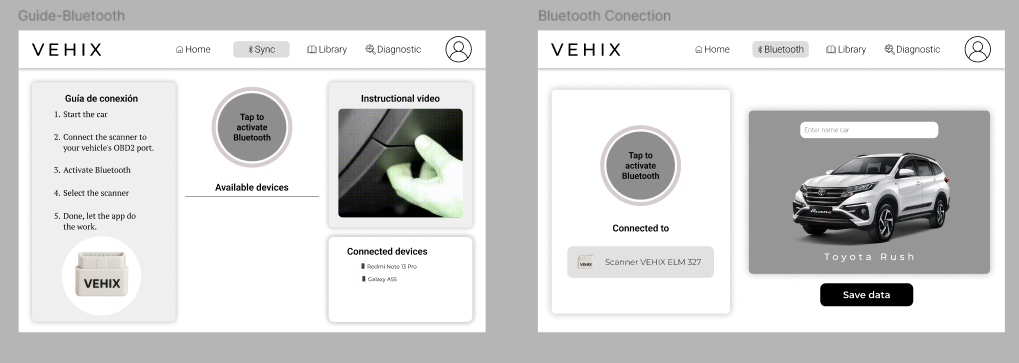 Guide-Bluetooth
VEHIX
Home
Sync
Library
Diagnostic
Guía de conexión
1. Start the car
2. Connect the scanner to
your vehicle's OBD2 port.
3. Activate Bluetooth
4. Select the scanner
5. Done, let the app do
the work.
VEHIX
Tap to
activate
Bluetooth
Available devices
Instructional video
Connected devices
Redmi Note 13 Pro
Galaxy A55
Bluetooth Conection
VEHIX
Home
Bluetooth
Library
Diagnostic
Tap to
activate
Bluetooth
Connected to
VEHIX
Scanner VEHIX ELM 327
Enter name car
Toyota Rush
Save data